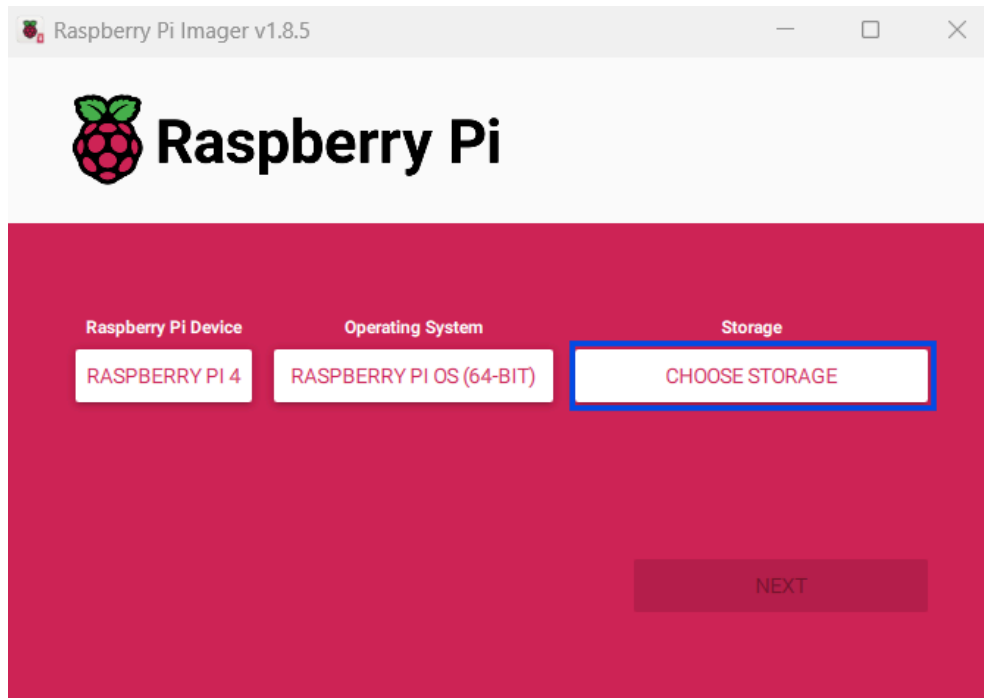 Raspberry Pi Imager v1.8.5
Raspberry Pi
Raspberry Pi Device
Operating System
Storage
RASPBERRY PI 4
RASPBERRY PI OS (64-BIT)
CHOOSE STORAGE
NEXT